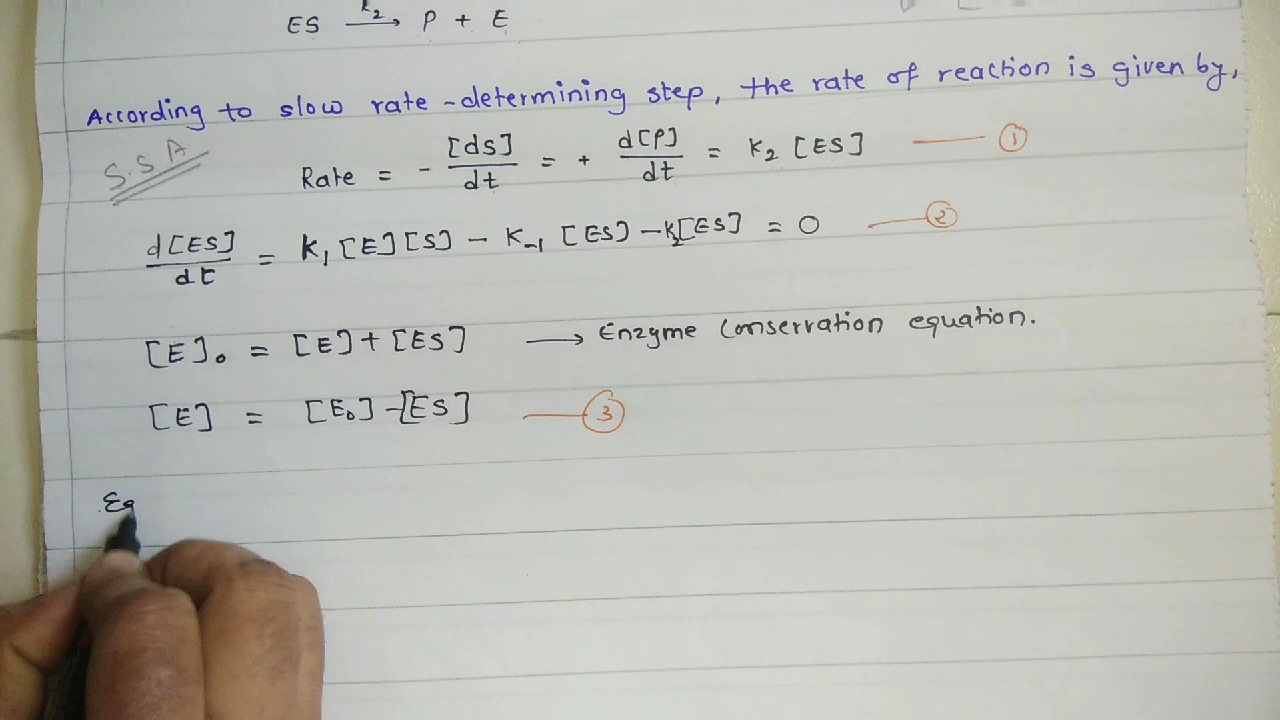 ES —k2→ P + E
According to slow rate-determining step, the rate of reaction is given by,
S.S.A
Rate = - [ds]/dt = + d[P]/dt = K2 [ES] — 1
d[ES]/dt = K1 [E][S] - K-1 [ES] - K2[ES] = 0 — 2
[E]0 = [E] + [ES] → Enzyme Conservation equation.
[E] = [E0] - [ES] — 3
Eq